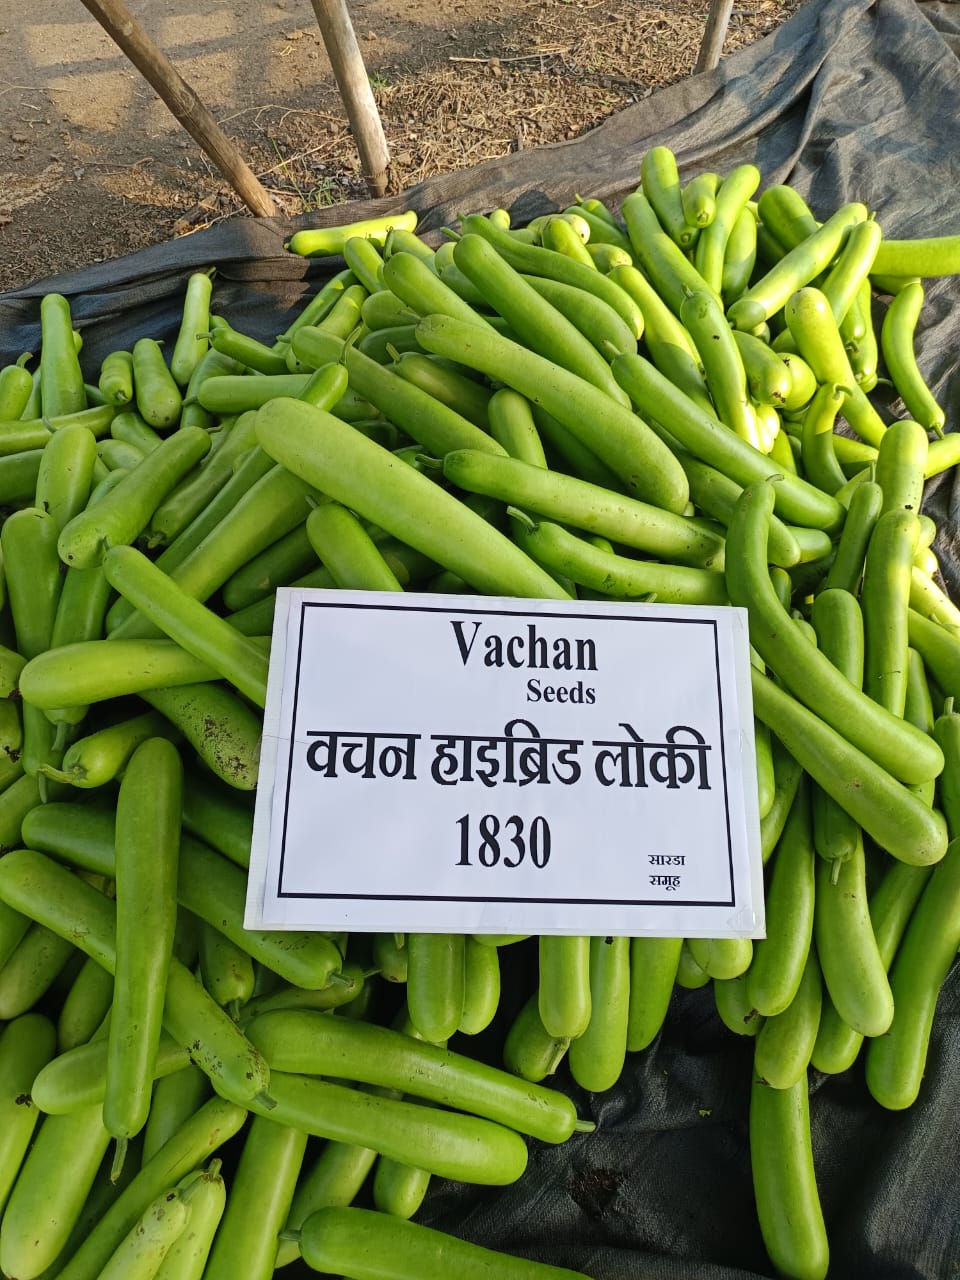 Vachan
Seeds
वचन हाइब्रिड लोकी
1830
सारडा
समूह